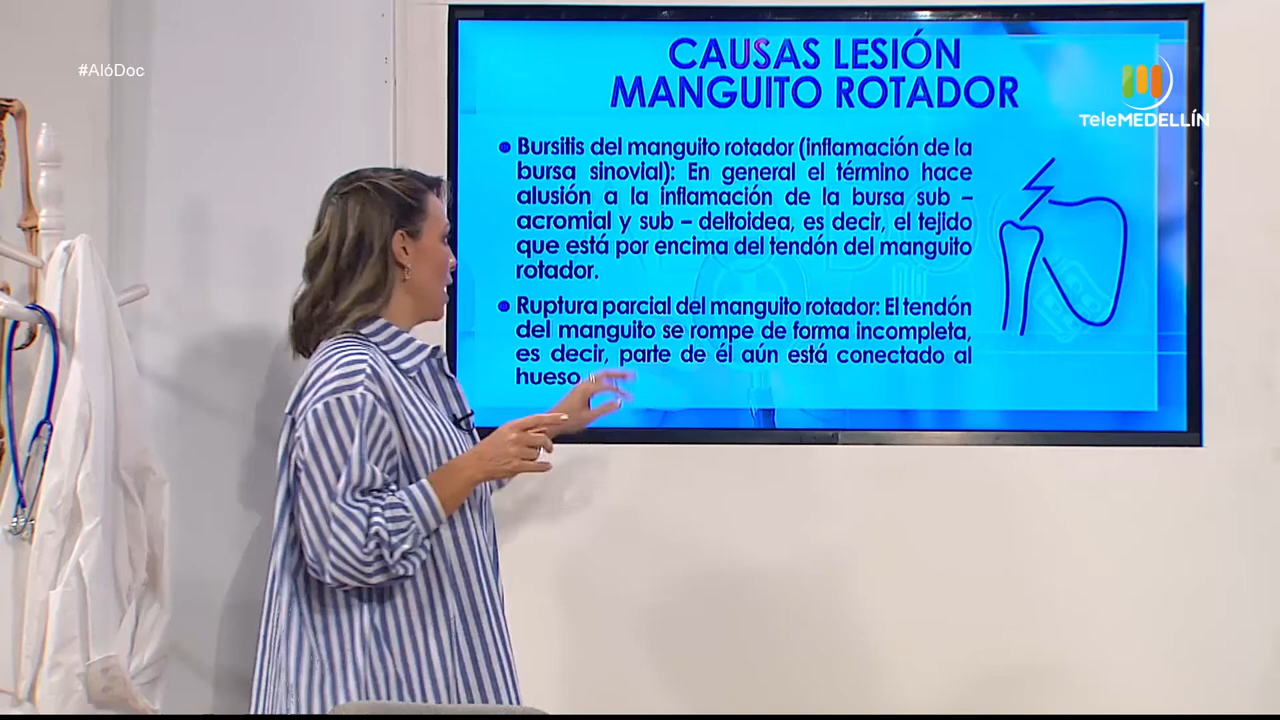 #AlóDoc
CAUSAS LESIÓN
MANGUITO ROTADOR
TeleMEDELLÍN
Bursitis del manguito rotador (inflamación de la
bursa sinovial): En general el término hace
alusión a la inflamación de la bursa sub –
acromial y sub – deltoidea, es decir, el tejido
que está por encima del tendón del manguito
rotador.
Ruptura parcial del manguito rotador: El tendón
del manguito se rompe de forma incompleta,
es decir, parte de él aún está conectado al
hueso